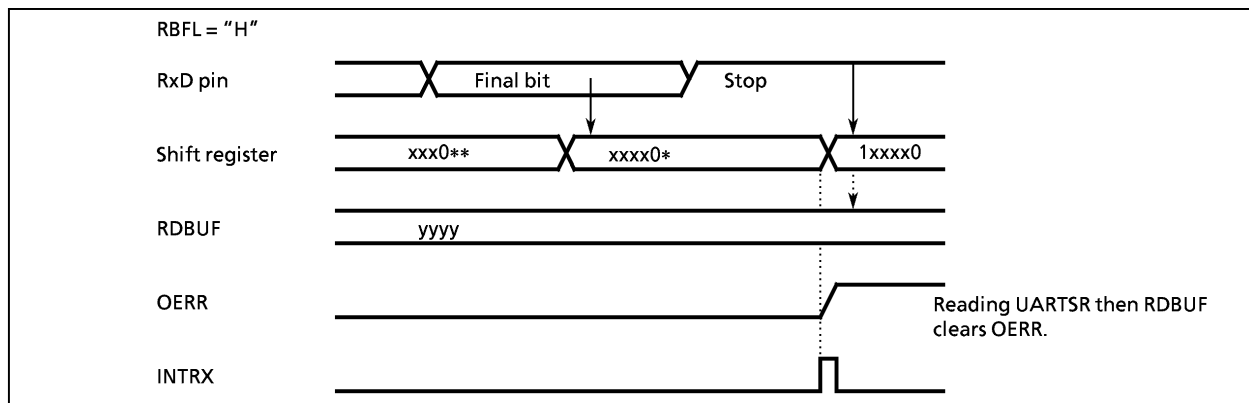 RBFL = “H”
RxD pin
Final bit
Stop
Shift register
xxx0**
xxxx0*
1xxxx0
RDBUF
yyyy
OERR
Reading UARTSR then RDBUF
clears OERR.
INTRX